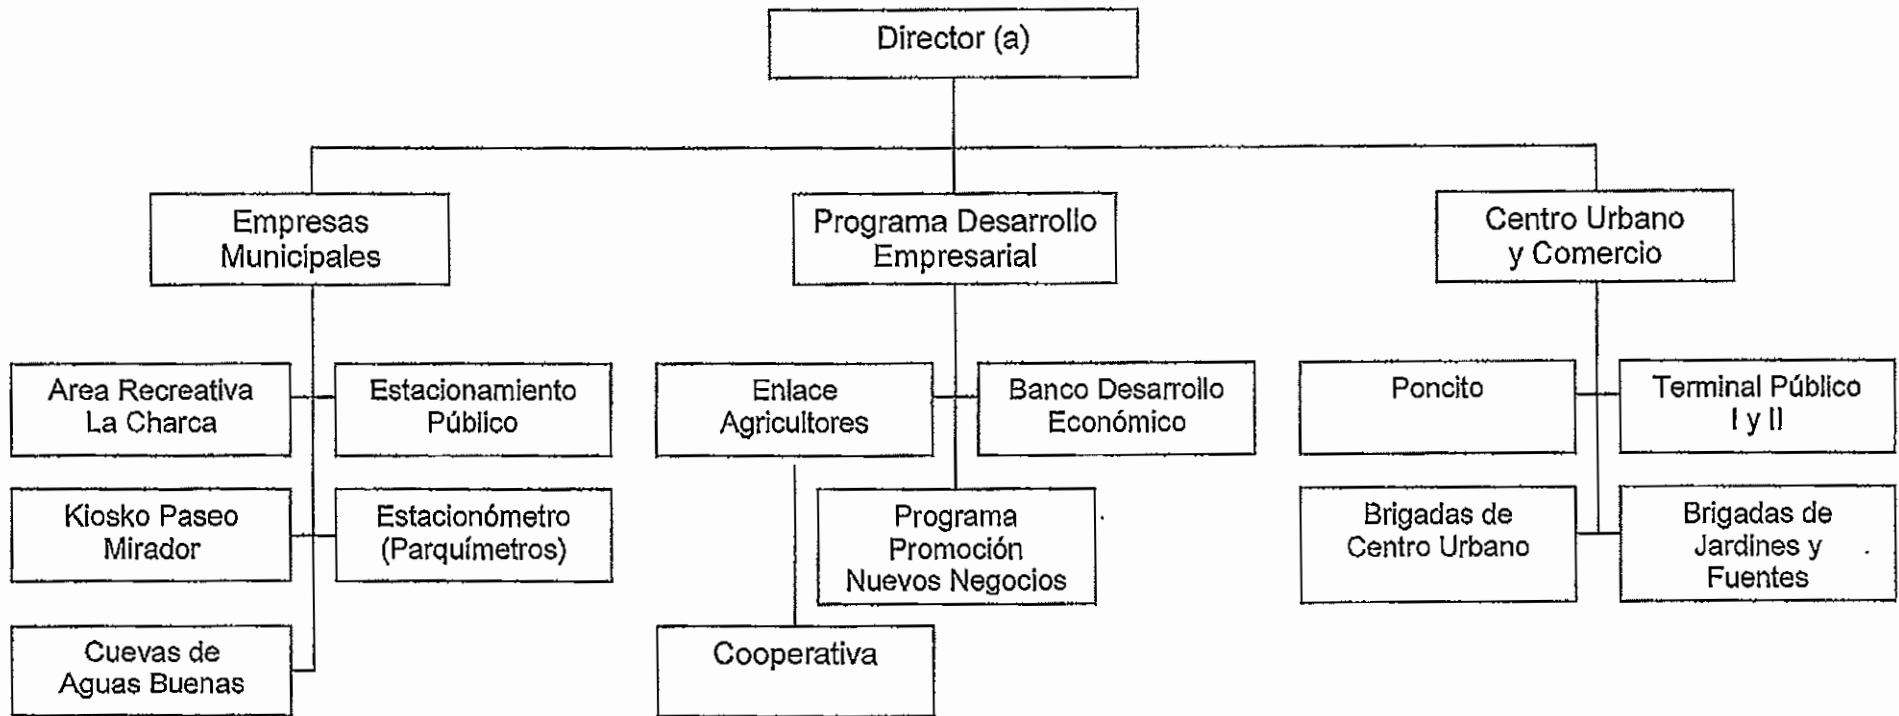 Director (a)
Empresas
Municipales
Programa Desarrollo
Empresarial
Centro Urbano
y Comercio
Area Recreativa
La Charca
Estacionamiento
Público
Enlace
Agricultores
Banco Desarrollo
Económico
Poncito
Terminal Público
I y II
Kiosko Paseo
Mirador
Estacionómetro
(Parquímetros)
Programa
Promoción
Nuevos Negocios
Brigadas de
Centro Urbano
Brigadas de
Jardines y
Fuentes
Cuevas de
Aguas Buenas
Cooperativa